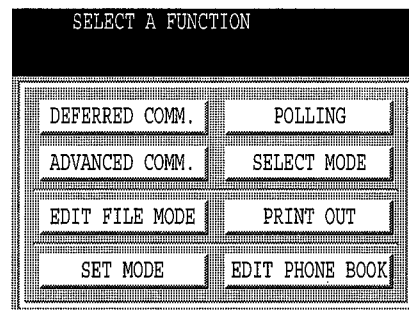 SELECT A FUNCTION
DEFERRED COMM. POLLING
ADVANCED COMM. SELECT MODE
EDIT FILE MODE PRINT OUT
SET MODE EDIT PHONE BOOK